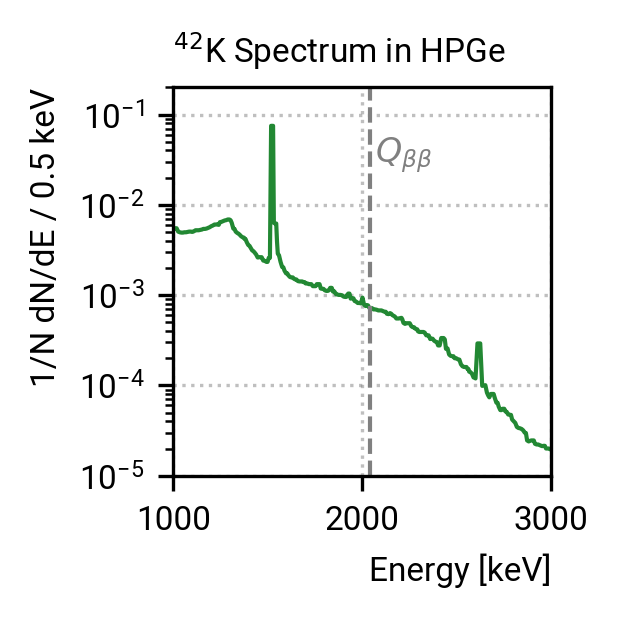 ⁴²K Spectrum in HPGe
1/N dN/dE / 0.5 keV
10⁻¹
10⁻²
10⁻³
10⁻⁴
10⁻⁵
Qββ
1000 2000 3000
Energy [keV]